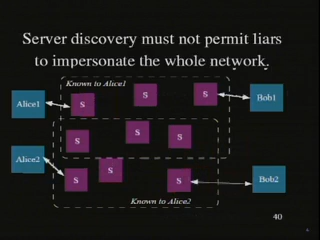 Server discovery must not permit liars
to impersonate the whole network.
Known to Alice1
S
S
S
Alice1
Bob1
S
S
S
Alice2
S
S
S
Bob2
Known to Alice2
40